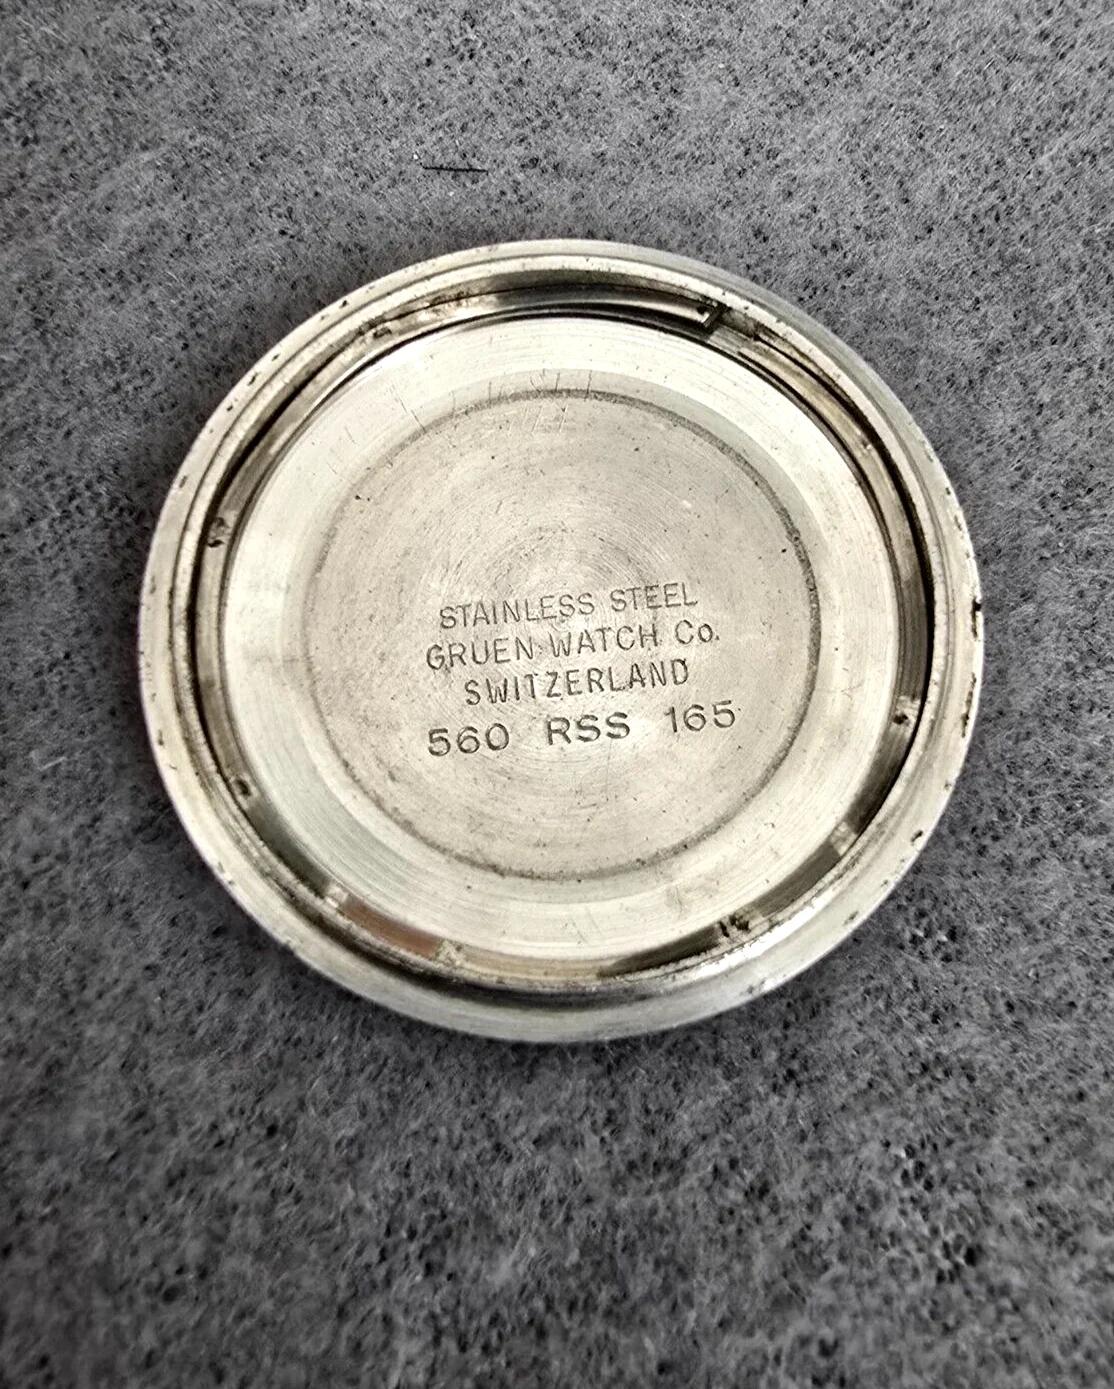 STAINLESS STEEL
GRUEN WATCH Co.
SWITZERLAND
560 RSS 165